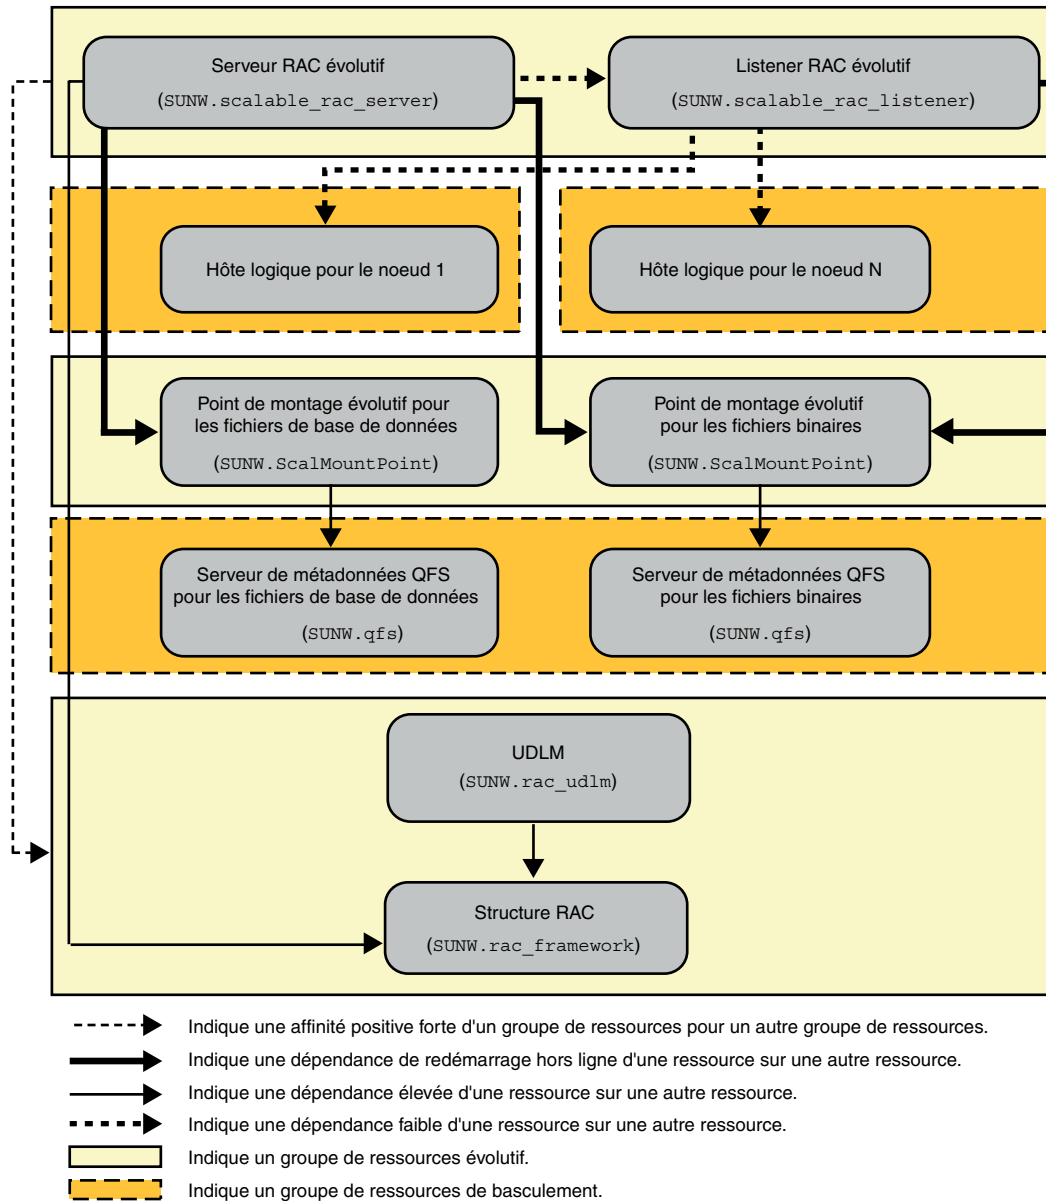 Serveur RAC évolutif
(SUNW.scalable_rac_server)
Listener RAC évolutif
(SUNW.scalable_rac_listener)
Hôte logique pour le noeud 1
Hôte logique pour le noeud N
Point de montage évolutif pour
les fichiers de base de données
(SUNW.ScalMountPoint)
Point de montage évolutif
pour les fichiers binaires
(SUNW.ScalMountPoint)
Serveur de métadonnées QFS
pour les fichiers de base de données
(SUNW.qfs)
Serveur de métadonnées QFS
pour les fichiers binaires
(SUNW.qfs)
UDLM
(SUNW.rac_udlm)
Structure RAC
(SUNW.rac_framework)
Indique une affinité positive forte d'un groupe de ressources pour un autre groupe de ressources.
Indique une dépendance de redémarrage hors ligne d'une ressource sur une autre ressource.
Indique une dépendance élevée d'une ressource sur une autre ressource.
Indique une dépendance faible d'une ressource sur une autre ressource.
Indique un groupe de ressources évolutif.
Indique un groupe de ressources de basculement.